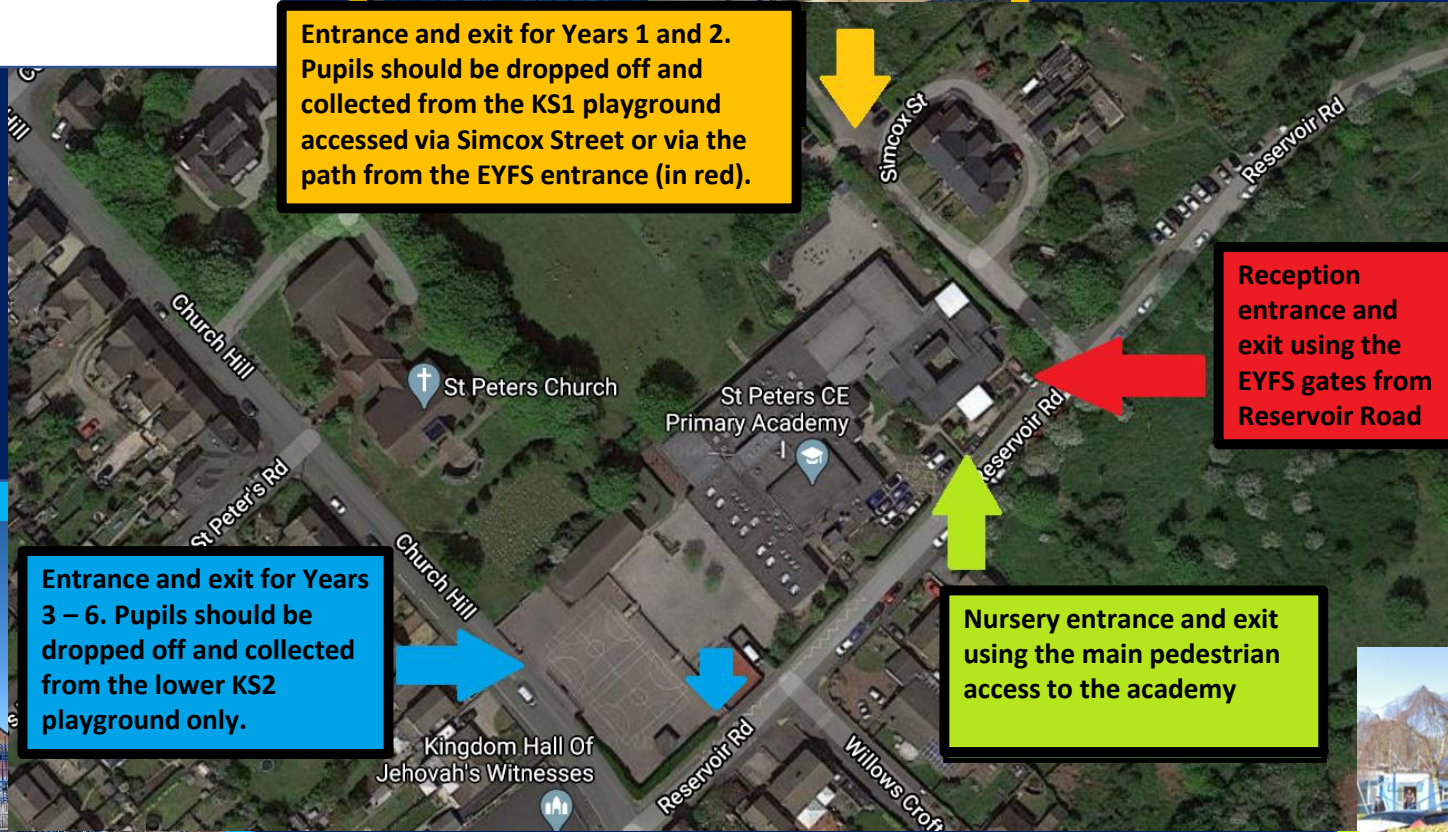 Entrance and exit for Years 1 and 2.
Pupils should be dropped off and
collected from the KS1 playground
accessed via Simcox Street or via the
path from the EYFS entrance (in red).
Simcox St
Reservoir Rd
Hill
Church Hill
St Peters Church
St Peters CE
Primary Academy
Reception
entrance and
exit using the
EYFS gates from
Reservoir Road
Reservoir Rd
St Peter's Rd
Church Hill
Entrance and exit for Years
3 – 6. Pupils should be
dropped off and collected
from the lower KS2
playground only.
Nursery entrance and exit
using the main pedestrian
access to the academy
Kingdom Hall Of
Jehovah's Witnesses
Reservoir Rd
Willows Croft